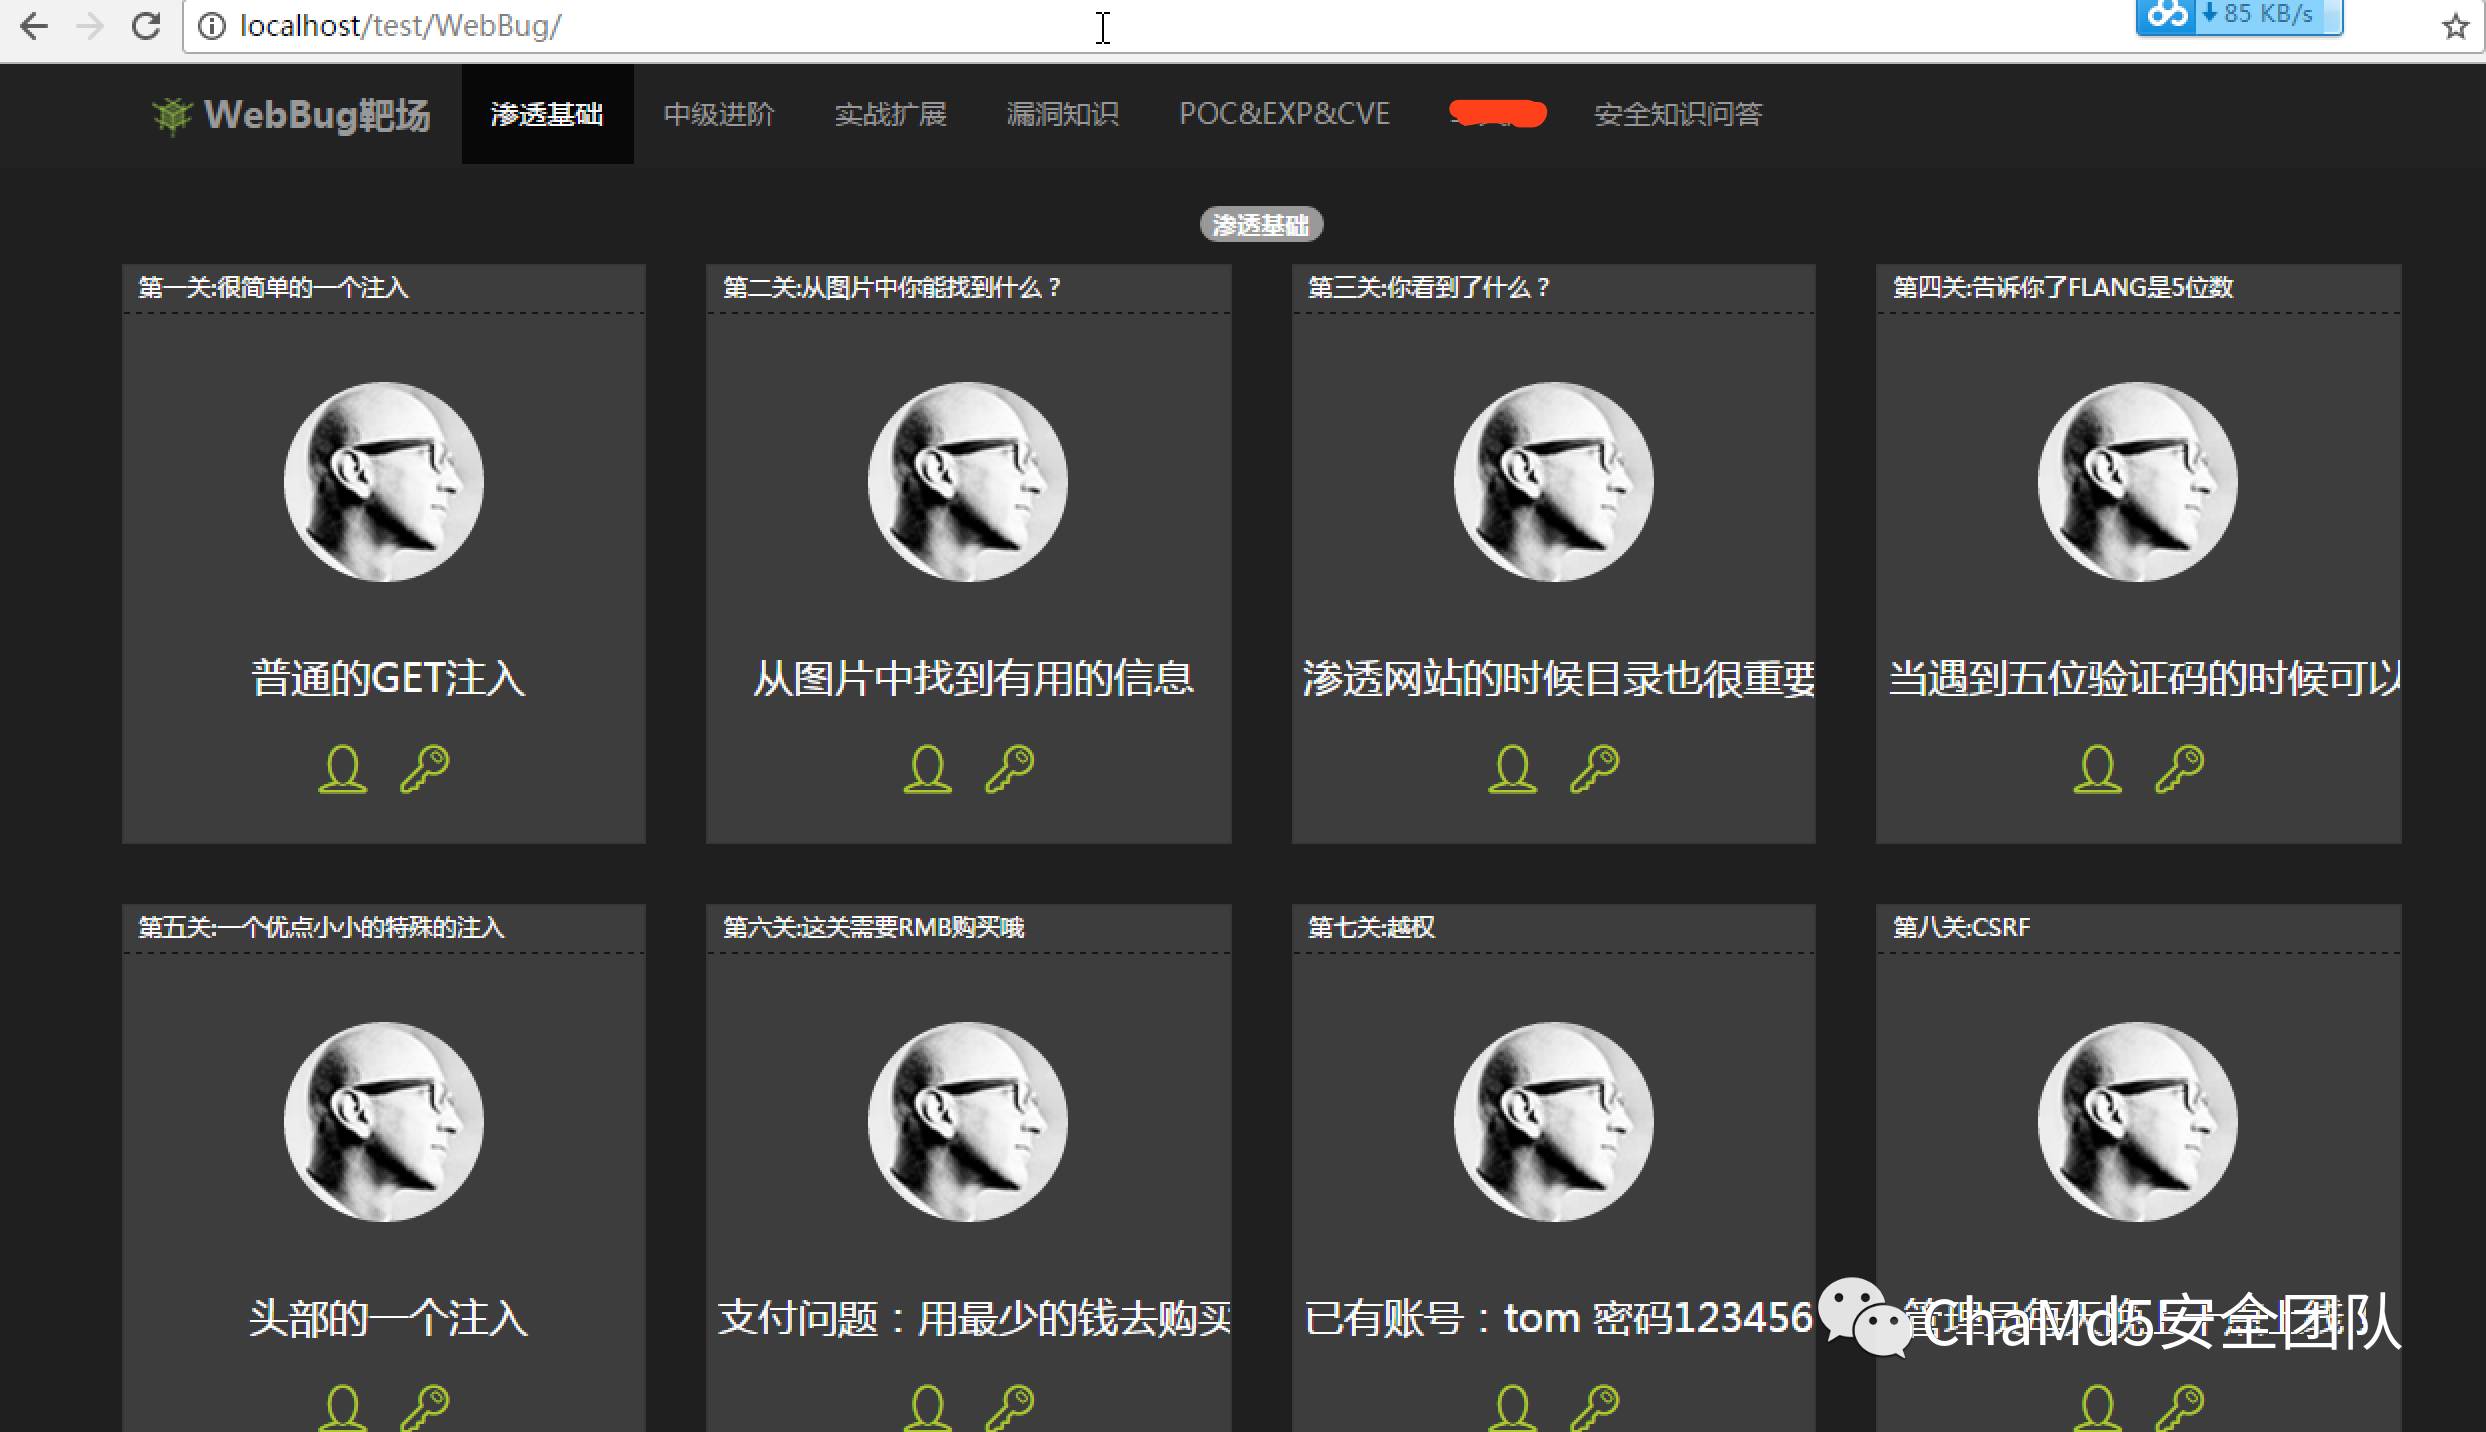 localhost/test/WebBug/
85 KB/s
WebBug靶场 渗透基础 中级进阶 实战扩展 漏洞知识 POC&EXP&CVE 安全知识问答
渗透基础
第一关:很简单的一个注入 第二关:从图片中你能找到什么？ 第三关:你看到了什么？ 第四关:告诉你了FLANG是5位数
普通的GET注入 从图片中找到有用的信息 渗透网站的时候目录也很重要 当遇到五位验证码的时候可以
第五关:一个优点小小的特殊的注入 第六关:这关需要RMB购买哦 第七关:越权 第八关:CSRF
头部的一个注入 支付问题：用最少的钱去购买 已有账号：tom 密码123456
ChaMd5安全团队